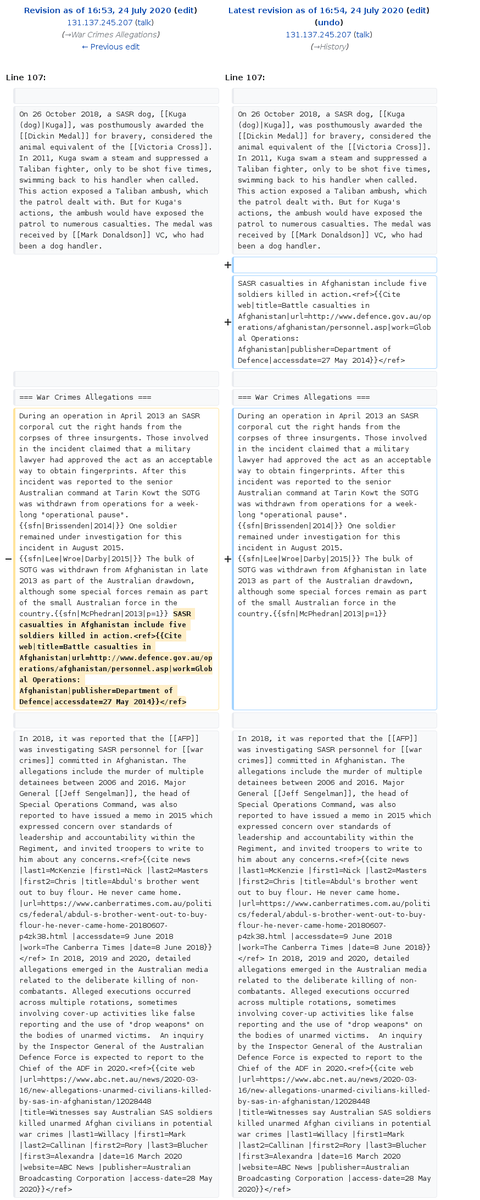 Revision as of 16:53, 24 July 2020 (edit)
131.137.245.207 (talk)
(→War Crimes Allegations)
← Previous edit
Latest revision as of 16:54, 24 July 2020 (edit)
(undo)
131.137.245.207 (talk)
(→History)
Line 107:
Line 107:
On 26 October 2018, a SASR dog, [[Kuga
(dog)|Kuga]], was posthumously awarded the
[[Dickin Medal]] for bravery, considered the
animal equivalent of the [[Victoria Cross]].
In 2011, Kuga swam a steam and suppressed a
Taliban fighter, only to be shot five times,
swimming back to his handler when called.
This action exposed a Taliban ambush, which
the patrol dealt with. But for Kuga's
actions, the ambush would have exposed the
patrol to numerous casualties. The medal was
received by [[Mark Donaldson]] VC, who had
been a dog handler.
On 26 October 2018, a SASR dog, [[Kuga
(dog)|Kuga]], was posthumously awarded the
[[Dickin Medal]] for bravery, considered the
animal equivalent of the [[Victoria Cross]].
In 2011, Kuga swam a steam and suppressed a
Taliban fighter, only to be shot five times,
swimming back to his handler when called.
This action exposed a Taliban ambush, which
the patrol dealt with. But for Kuga's
actions, the ambush would have exposed the
patrol to numerous casualties. The medal was
received by [[Mark Donaldson]] VC, who had
been a dog handler.
+
+
SASR casualties in Afghanistan include five
soldiers killed in action.<ref>{{Cite
web|title=Battle casualties in
Afghanistan|url=http://www.defence.gov.au/op
erations/afghanistan/personnel.asp|work=Glob
al Operations:
Afghanistan|publisher=Department of
Defence|accessdate=27 May 2014}}</ref>
=== War Crimes Allegations ===
=== War Crimes Allegations ===
−
During an operation in April 2013 an SASR
corporal cut the right hands from the
corpses of three insurgents. Those involved
in the incident claimed that a military
lawyer had approved the act as an acceptable
way to obtain fingerprints. After this
incident was reported to the senior
Australian command at Tarin Kowt the SOTG
was withdrawn from operations for a week-
long "operational pause".
{{sfn|Brissenden|2014|}} One soldier
remained under investigation for this
incident in August 2015.
{{sfn|Lee|Wroe|Darby|2015|}} The bulk of
SOTG was withdrawn from Afghanistan in late
2013 as part of the Australian drawdown,
although some special forces remain as part
of the small Australian force in the
country.{{sfn|McPhedran|2013|p=1}} SASR
casualties in Afghanistan include five
soldiers killed in action.<ref>{{Cite
web|title=Battle casualties in
Afghanistan|url=http://www.defence.gov.au/op
erations/afghanistan/personnel.asp|work=Glob
al Operations:
Afghanistan|publisher=Department of
Defence|accessdate=27 May 2014}}</ref>
+
During an operation in April 2013 an SASR
corporal cut the right hands from the
corpses of three insurgents. Those involved
in the incident claimed that a military
lawyer had approved the act as an acceptable
way to obtain fingerprints. After this
incident was reported to the senior
Australian command at Tarin Kowt the SOTG
was withdrawn from operations for a week-
long "operational pause".
{{sfn|Brissenden|2014|}} One soldier
remained under investigation for this
incident in August 2015.
{{sfn|Lee|Wroe|Darby|2015|}} The bulk of
SOTG was withdrawn from Afghanistan in late
2013 as part of the Australian drawdown,
although some special forces remain as part
of the small Australian force in the
country.{{sfn|McPhedran|2013|p=1}}
In 2018, it was reported that the [[AFP]]
was investigating SASR personnel for [[war
crimes]] committed in Afghanistan. The
allegations include the murder of multiple
detainees between 2006 and 2016. Major
General [[Jeff Sengelman]], the head of
Special Operations Command, was also
reported to have issued a memo in 2015 which
expressed concern over standards of
leadership and accountability within the
Regiment, and invited troopers to write to
him about any concerns.<ref>{{cite news
|last1=McKenzie |first1=Nick |last2=Masters
|first2=Chris |title=Abdul's brother went
out to buy flour. He never came home.
|url=https://www.canberratimes.com.au/politi
cs/federal/abdul-s-brother-went-out-to-buy-
flour-he-never-came-home-20180607-
p4zk38.html |accessdate=9 June 2018
|work=The Canberra Times |date=8 June 2018}}
</ref> In 2018, 2019 and 2020, detailed
allegations emerged in the Australian media
related to the deliberate killing of non-
combatants. Alleged executions occurred
across multiple rotations, sometimes
involving cover-up activities like false
reporting and the use of "drop weapons" on
the bodies of unarmed victims.  An inquiry
by the Inspector General of the Australian
Defence Force is expected to report to the
Chief of the ADF in 2020.<ref>{{cite web
|url=https://www.abc.net.au/news/2020-03-
16/new-allegations-unarmed-civilians-killed-
by-sas-in-afghanistan/12028448
|title=Witnesses say Australian SAS soldiers
killed unarmed Afghan civilians in potential
war crimes |last1=Willacy |first1=Mark
|last2=Callinan |first2=Rory |last3=Blucher
|first3=Alexandra |date=16 March 2020
|website=ABC News |publisher=Australian
Broadcasting Corporation |access-date=28 May
2020}}</ref>
In 2018, it was reported that the [[AFP]]
was investigating SASR personnel for [[war
crimes]] committed in Afghanistan. The
allegations include the murder of multiple
detainees between 2006 and 2016. Major
General [[Jeff Sengelman]], the head of
Special Operations Command, was also
reported to have issued a memo in 2015 which
expressed concern over standards of
leadership and accountability within the
Regiment, and invited troopers to write to
him about any concerns.<ref>{{cite news
|last1=McKenzie |first1=Nick |last2=Masters
|first2=Chris |title=Abdul's brother went
out to buy flour. He never came home.
|url=https://www.canberratimes.com.au/politi
cs/federal/abdul-s-brother-went-out-to-buy-
flour-he-never-came-home-20180607-
p4zk38.html |accessdate=9 June 2018
|work=The Canberra Times |date=8 June 2018}}
</ref> In 2018, 2019 and 2020, detailed
allegations emerged in the Australian media
related to the deliberate killing of non-
combatants. Alleged executions occurred
across multiple rotations, sometimes
involving cover-up activities like false
reporting and the use of "drop weapons" on
the bodies of unarmed victims.  An inquiry
by the Inspector General of the Australian
Defence Force is expected to report to the
Chief of the ADF in 2020.<ref>{{cite web
|url=https://www.abc.net.au/news/2020-03-
16/new-allegations-unarmed-civilians-killed-
by-sas-in-afghanistan/12028448
|title=Witnesses say Australian SAS soldiers
killed unarmed Afghan civilians in potential
war crimes |last1=Willacy |first1=Mark
|last2=Callinan |first2=Rory |last3=Blucher
|first3=Alexandra |date=16 March 2020
|website=ABC News |publisher=Australian
Broadcasting Corporation |access-date=28 May
2020}}</ref>